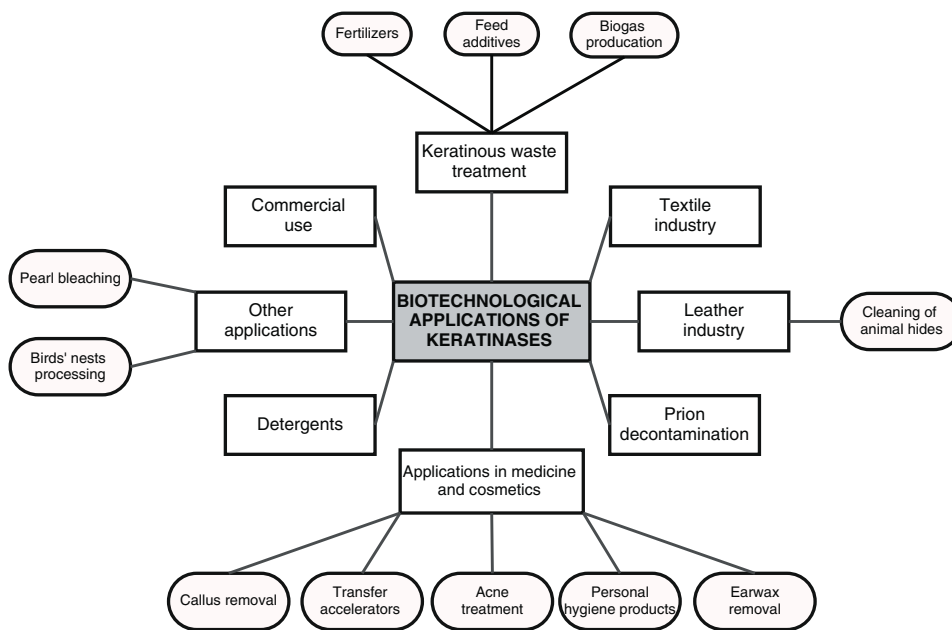 Fertilizers
Feed
additives
Biogas
producation
Keratinous waste
treatment
Commercial
use
Textile
industry
Pearl bleaching
Other
applications
BIOTECHNOLOGICAL
APPLICATIONS OF
KERATINASES
Leather
industry
Cleaning of
animal hides
Birds' nests
processing
Detergents
Prion
decontamination
Applications in medicine
and cosmetics
Callus removal
Transfer
accelerators
Acne
treatment
Personal
hygiene products
Earwax
removal